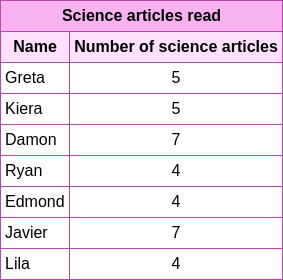 Science articles read
Name Number of science articles
Greta 5
Kiera 5
Damon 7
Ryan 4
Edmond 4
Javier 7
Lila 4